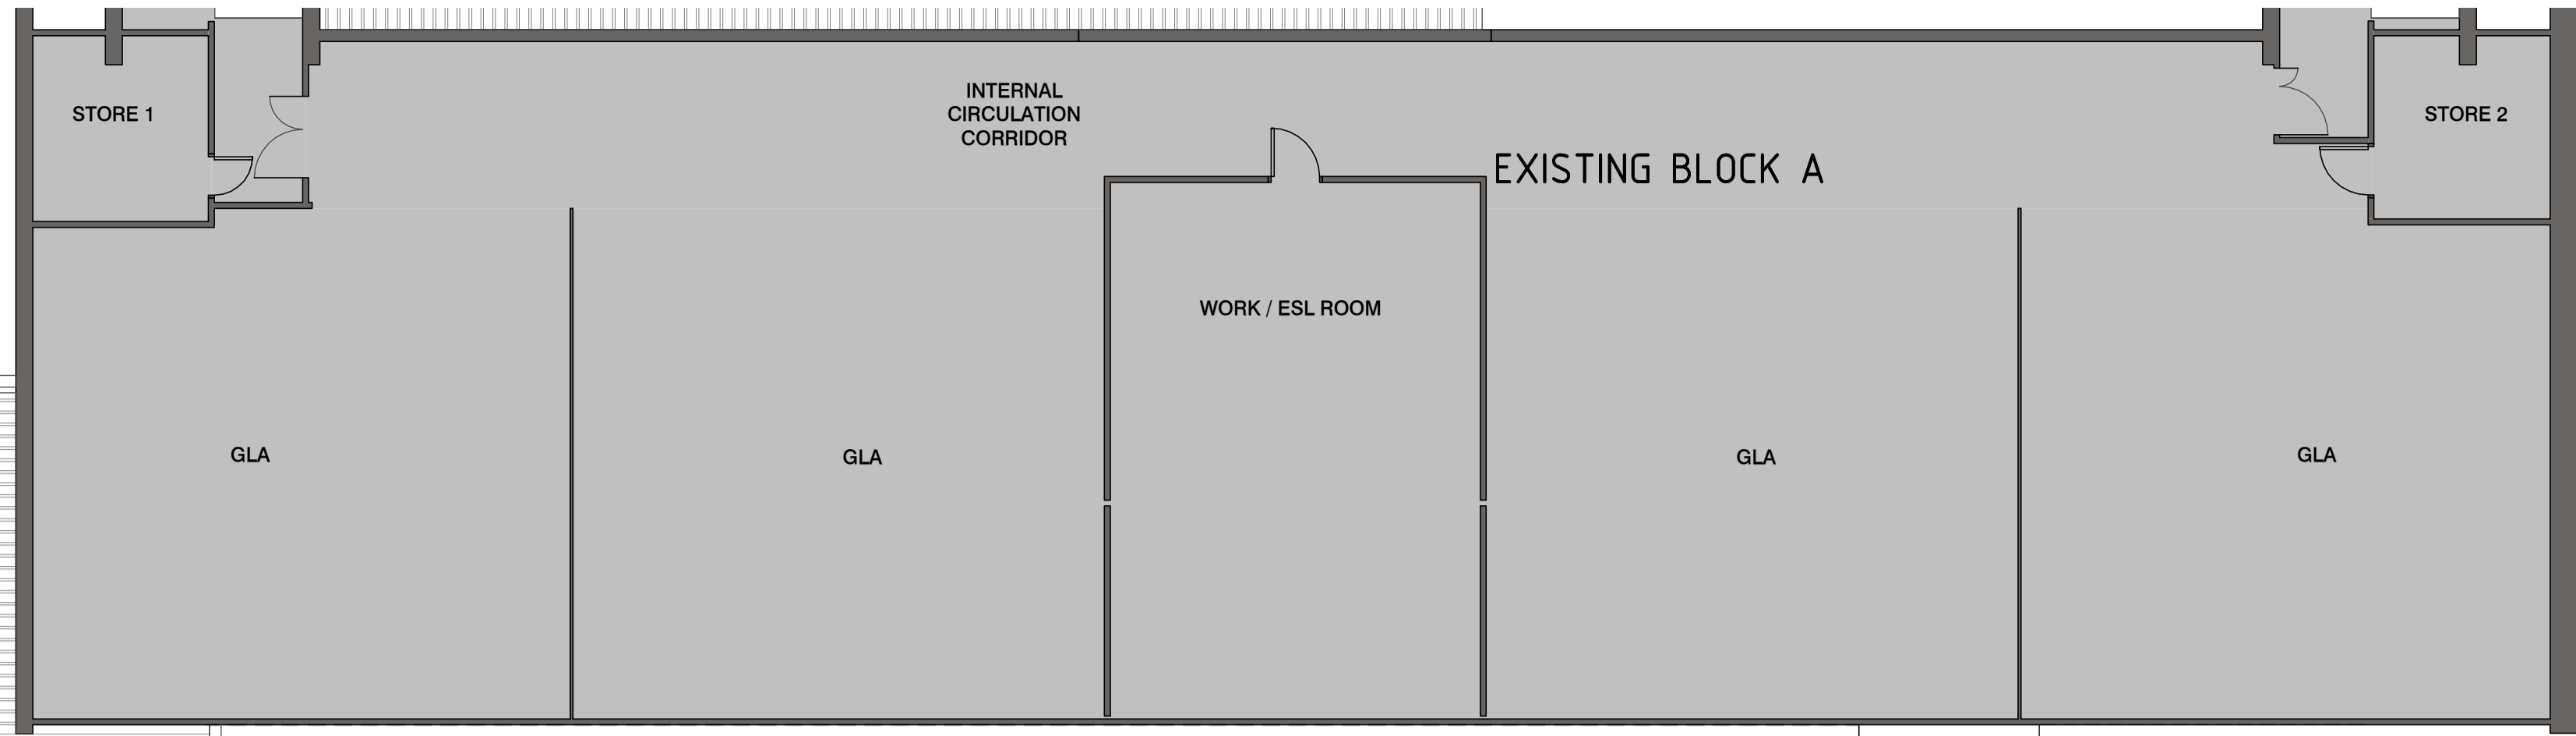 STORE 1
INTERNAL
CIRCULATION
CORRIDOR
STORE 2
EXISTING BLOCK A
WORK / ESL ROOM
GLA
GLA
GLA
GLA